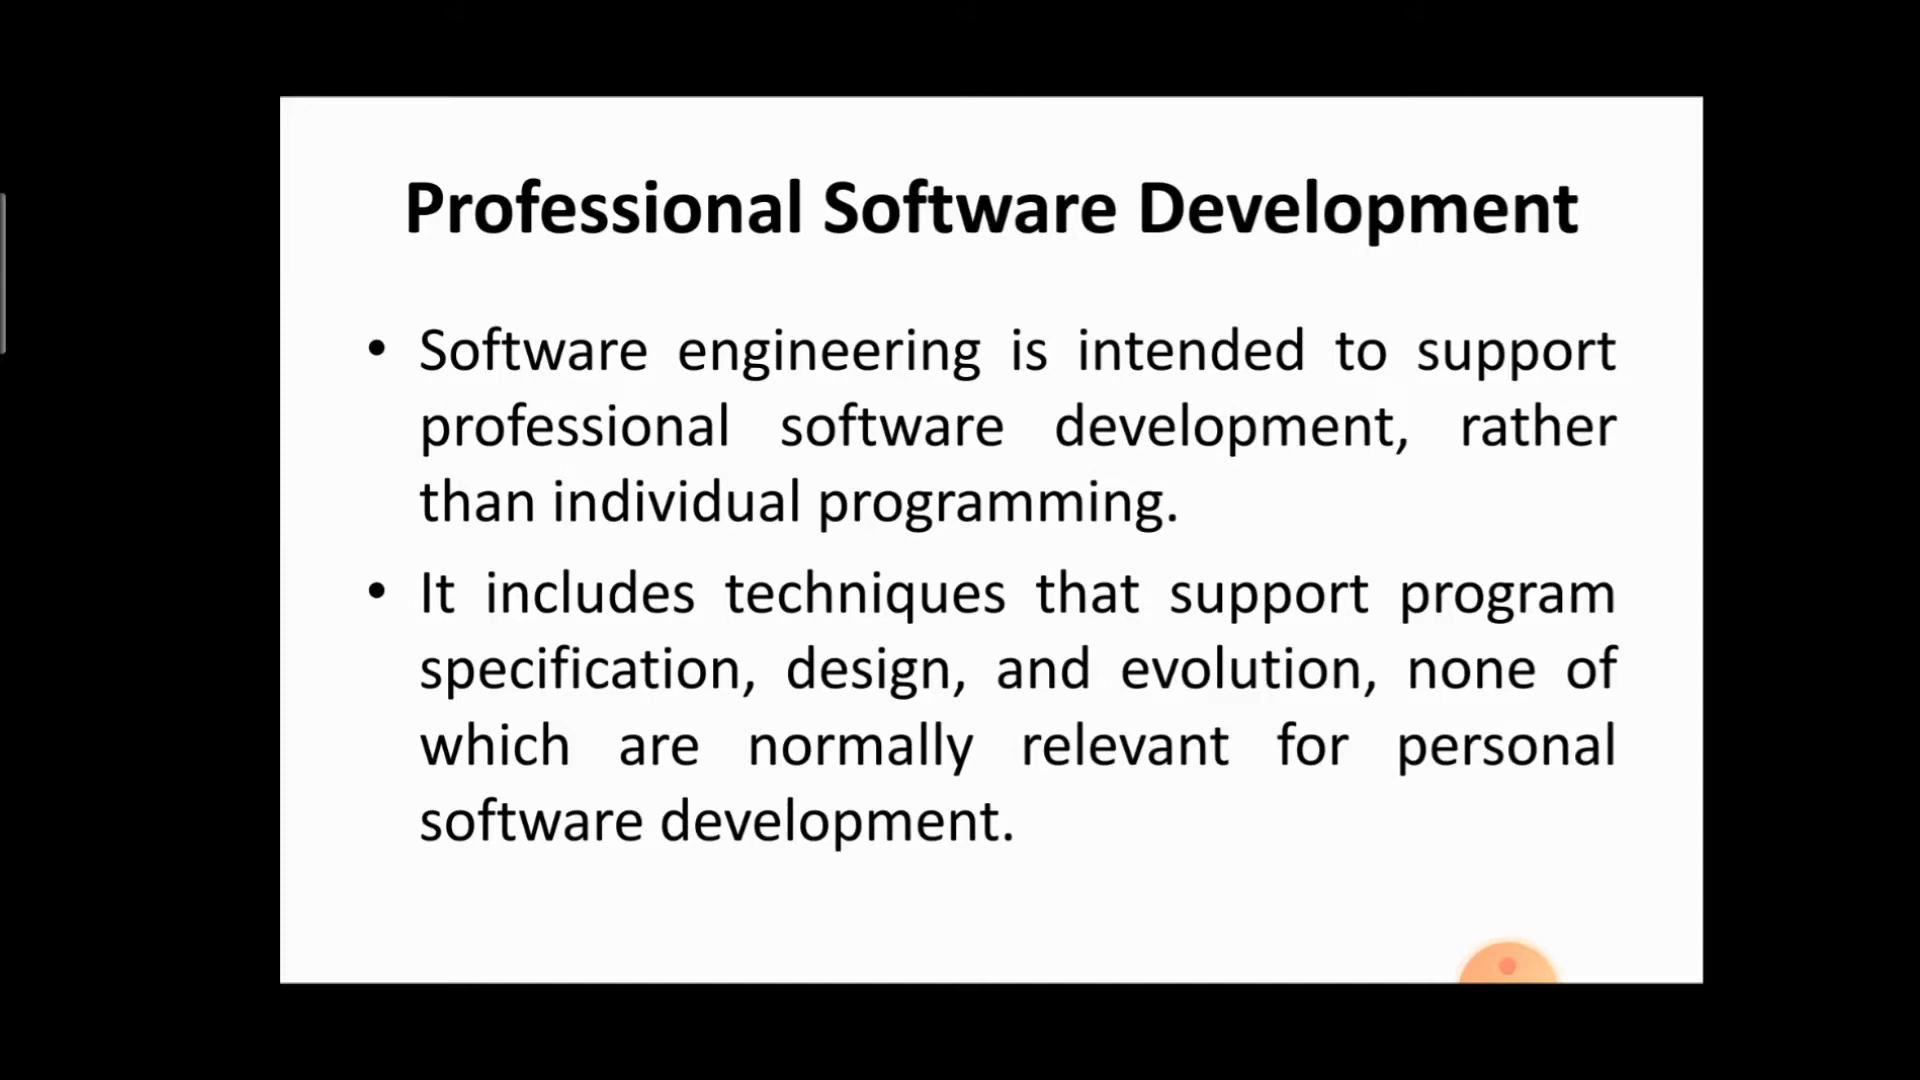 Professional Software Development
• Software engineering is intended to support
professional software development, rather
than individual programming.
• It includes techniques that support program
specification, design, and evolution, none of
which are normally relevant for personal
software development.